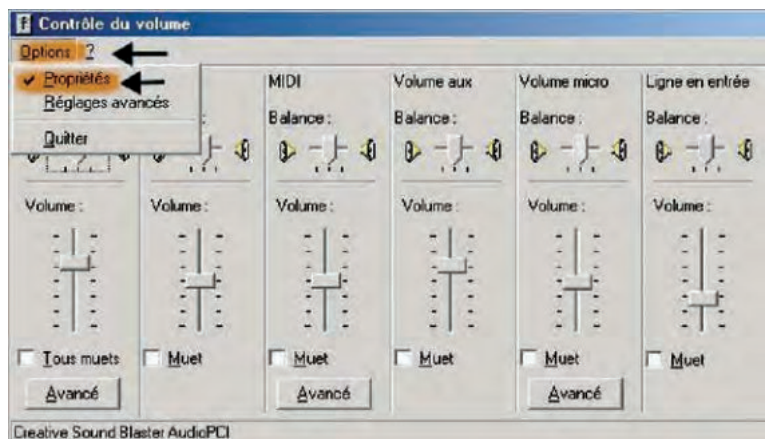 Contrôle du volume
Options ?
Propriétés
Réglages avancés
Quitter
MIDI
Volume aux
Volume micro
Ligne en entrée
Balance :
Balance :
Balance :
Balance :
Volume :
Volume :
Volume :
Volume :
Volume :
Volume :
Tous muets
Muet
Muet
Muet
Muet
Muet
Avancé
Avancé
Avancé
Creative Sound Blaster AudioPCI